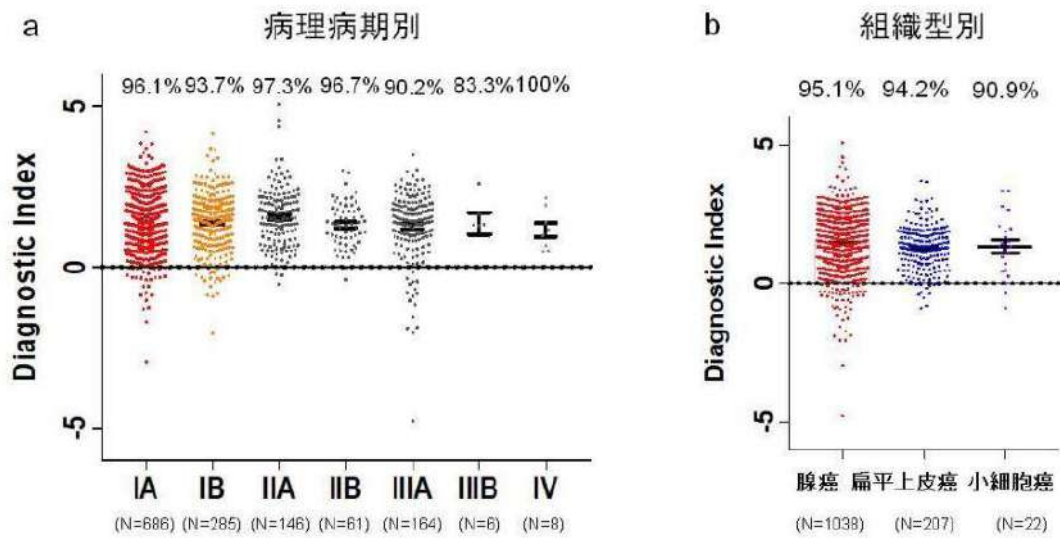 a 病理病期別
96.1% 93.7% 97.3% 96.7% 90.2% 83.3% 100%
Diagnostic Index
5
0
-5
IA IB IIA IIB IIIA IIIB IV
(N=686) (N=285) (N=146) (N=61) (N=164) (N=6) (N=8)
b 組織型別
95.1% 94.2% 90.9%
Diagnostic Index
5
0
-5
腺癌 扁平上皮癌 小細胞癌
(N=1038) (N=207) (N=22)